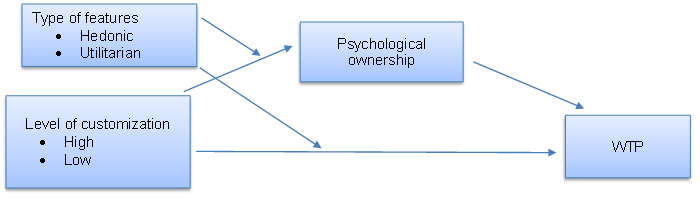 Type of features
• Hedonic
• Utilitarian
Psychological
ownership
Level of customization
• High
• Low
WTP